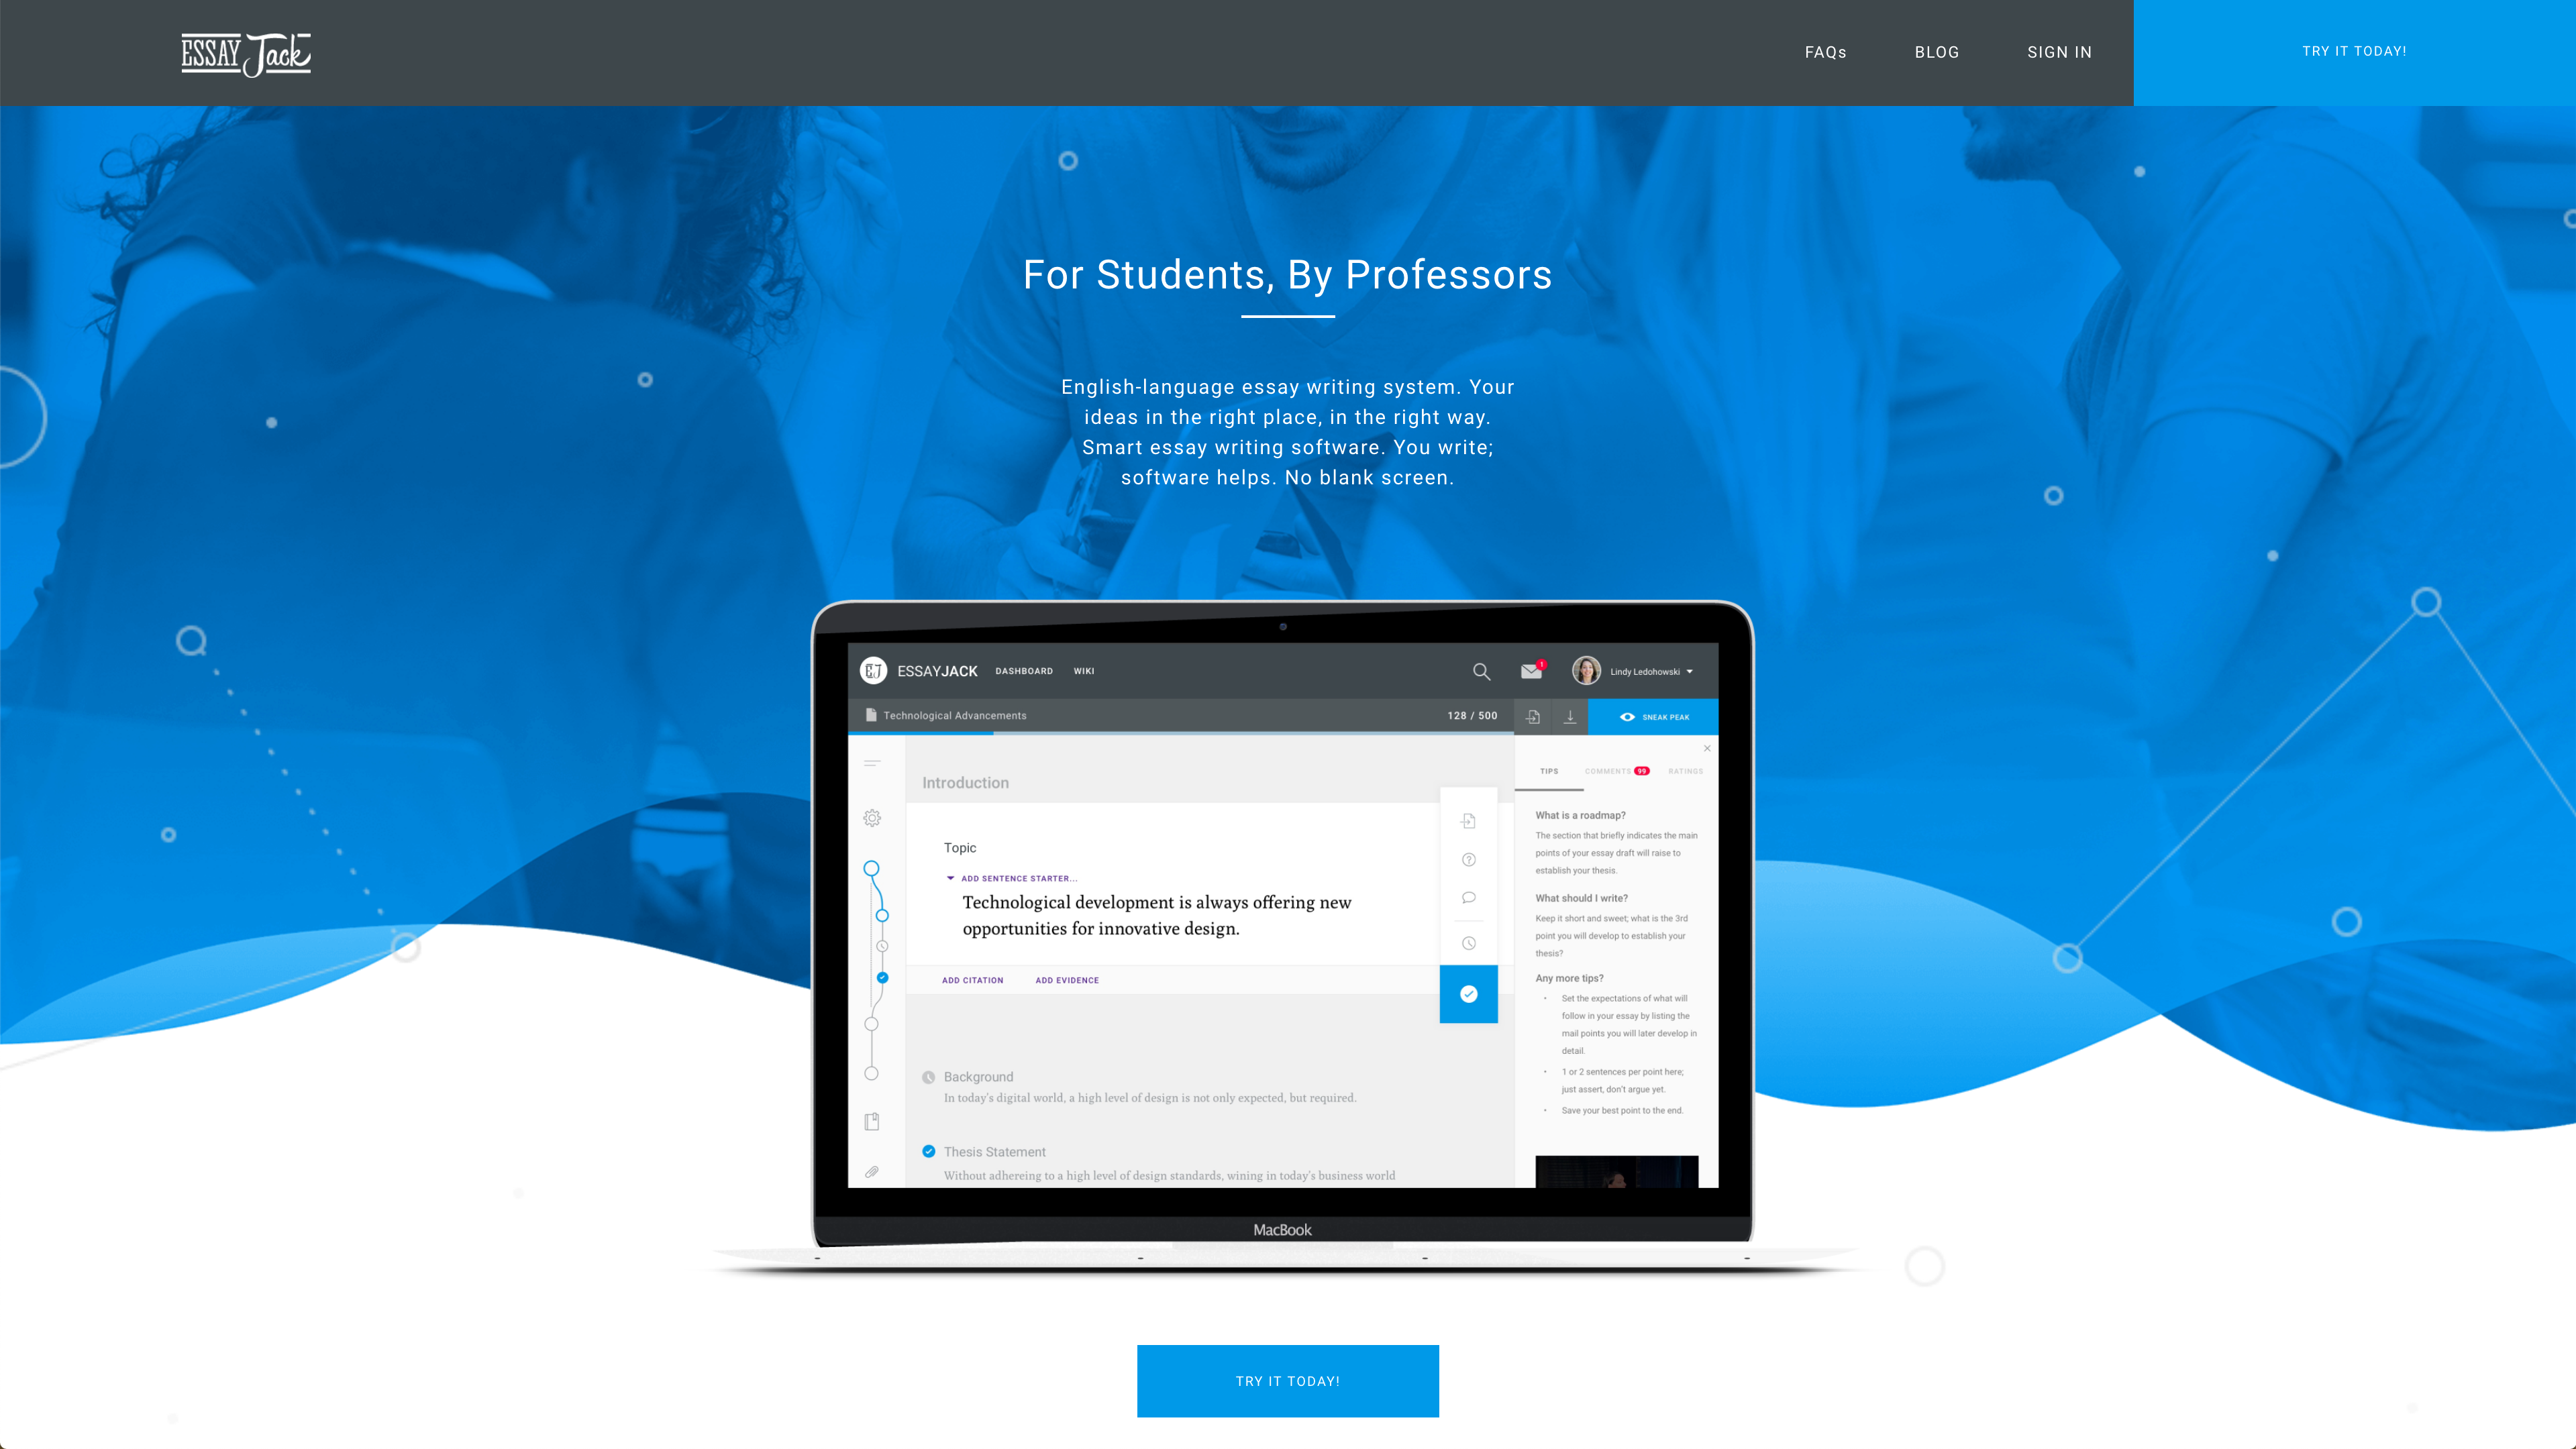 ESSAY Jack
FAQs
BLOG
SIGN IN
TRY IT TODAY!
For Students, By Professors
English-language essay writing system. Your
ideas in the right place, in the right way.
Smart essay writing software. You write;
software helps. No blank screen.
EJ
ESSAYJACK
DASHBOARD
WIKI
1
Lindy Ledohowski
Technological Advancements
128 / 500
SNEAK PEAK
TIPS
COMMENTS 99
RATINGS
Introduction
Topic
ADD SENTENCE STARTER...
Technological development is always offering new
opportunities for innovative design.
ADD CITATION
ADD EVIDENCE
Background
In today's digital world, a high level of design is not only expected, but required.
Thesis Statement
Without adhereing to a high level of design standards, wining in today's business world
What is a roadmap?
The section that briefly indicates the main
points of your essay draft will raise to
establish your thesis.
What should I write?
Keep it short and sweet; what is the 3rd
point you will develop to establish your
thesis?
Any more tips?
• Set the expectations of what will
follow in your essay by listing the
mail points you will later develop in
detail.
• 1 or 2 sentences per point here;
just assert, don't argue yet.
• Save your best point to the end.
MacBook
TRY IT TODAY!